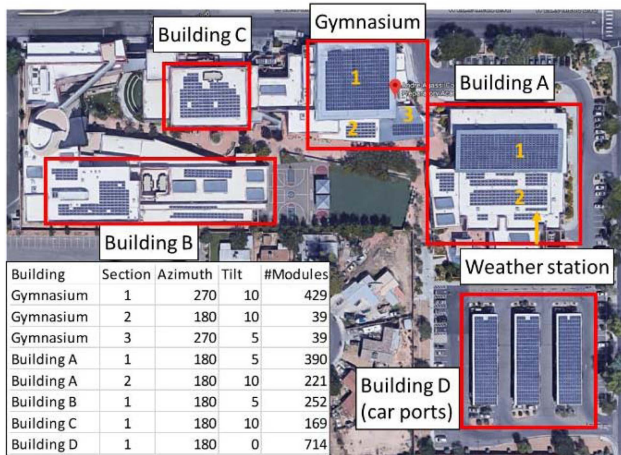 Gymnasium
Building C
Building A
1
2
3
1
2
Building B
Weather station
Building D
(car ports)
Building Section Azimuth Tilt #Modules
Gymnasium 1 270 10 429
Gymnasium 2 180 10 39
Gymnasium 3 270 5 39
Building A 1 180 5 390
Building A 2 180 10 221
Building B 1 180 5 252
Building C 1 180 10 169
Building D 1 180 0 714